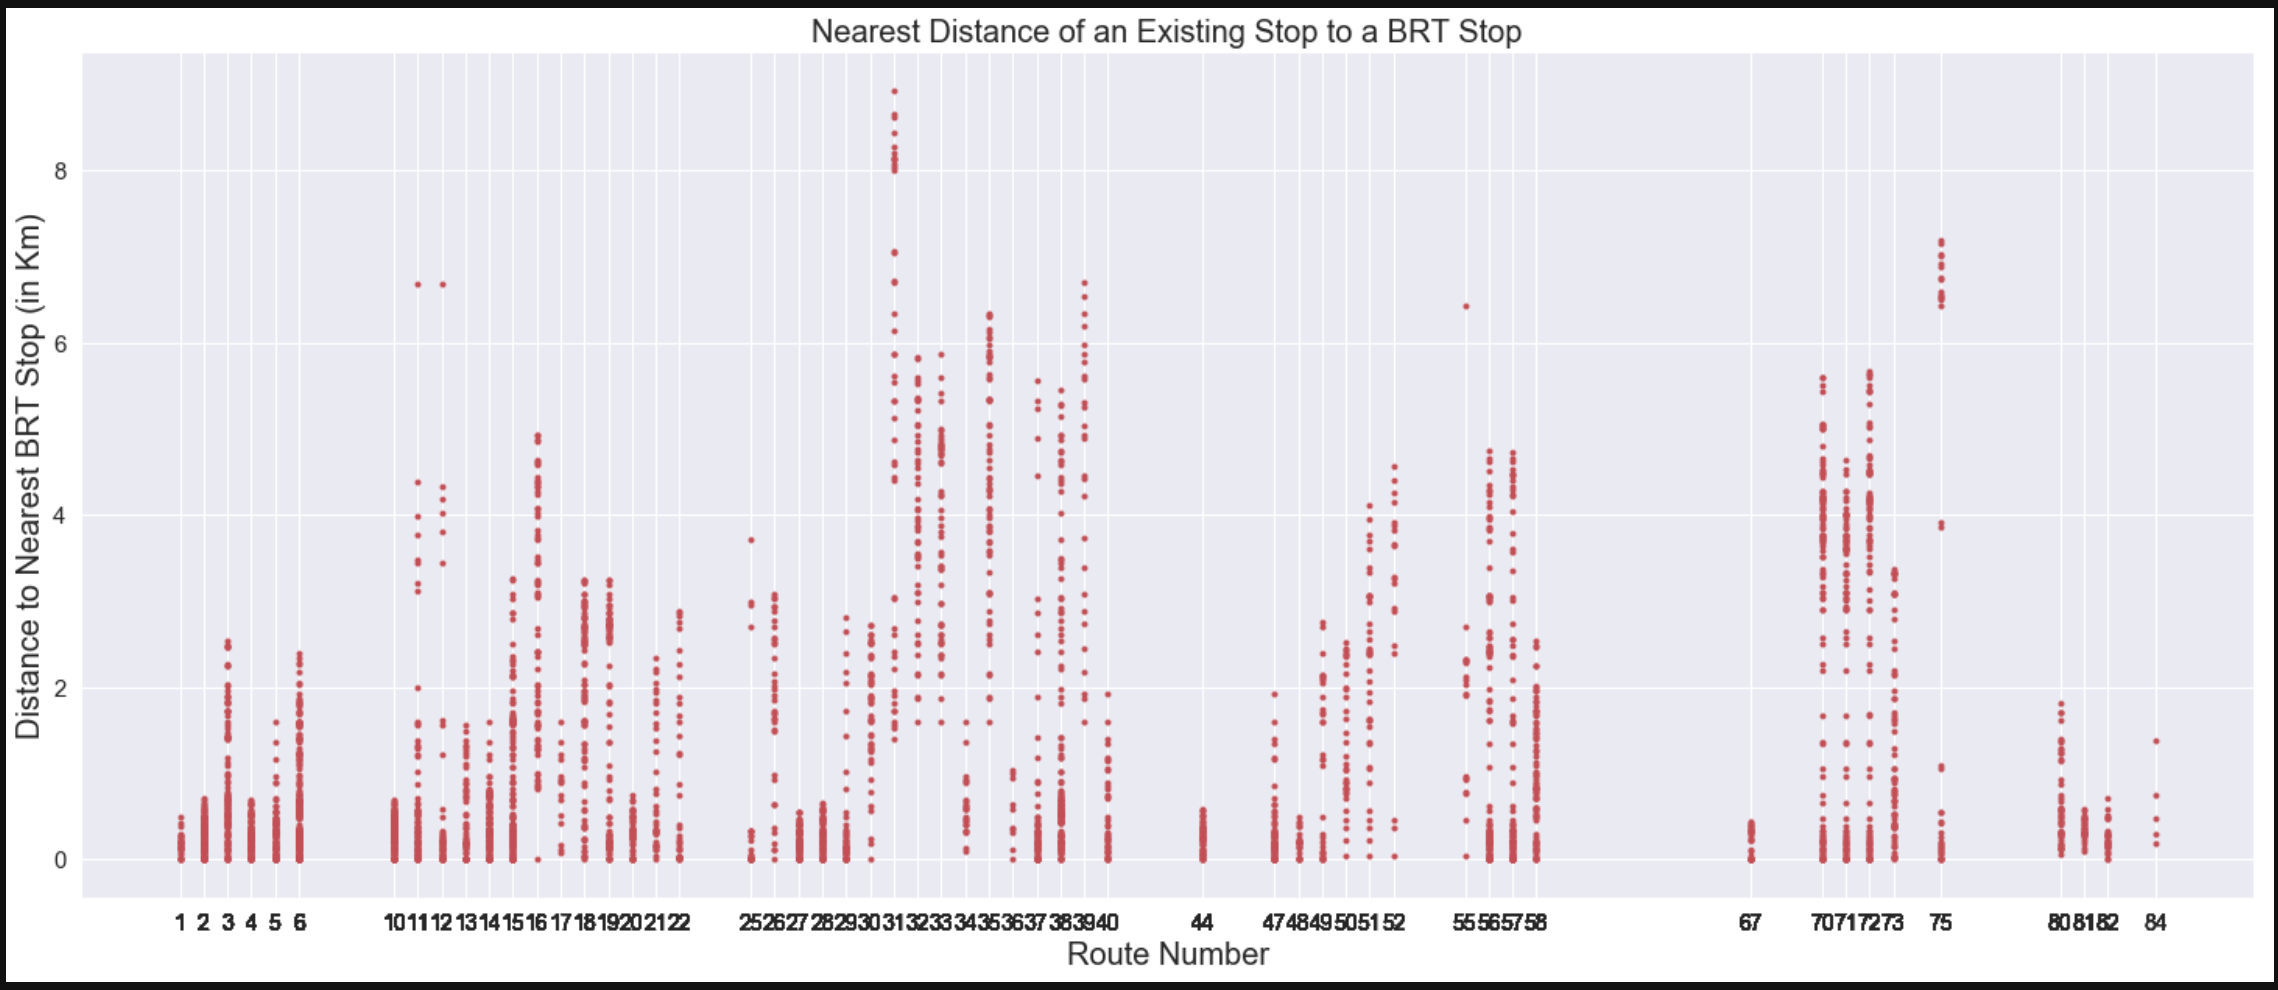 Nearest Distance of an Existing Stop to a BRT Stop
Distance to Nearest BRT Stop (in Km)
8
6
4
2
0
1 2 3 4 5 6 10 11 12 13 14 15 16 17 18 19 20 21 22 25 26 27 28 29 30 31 32 33 34 35 36 37 38 39 40 44 47 48 49 50 51 52 55 56 57 58 67 70 71 72 73 75 80 81 82 84
Route Number